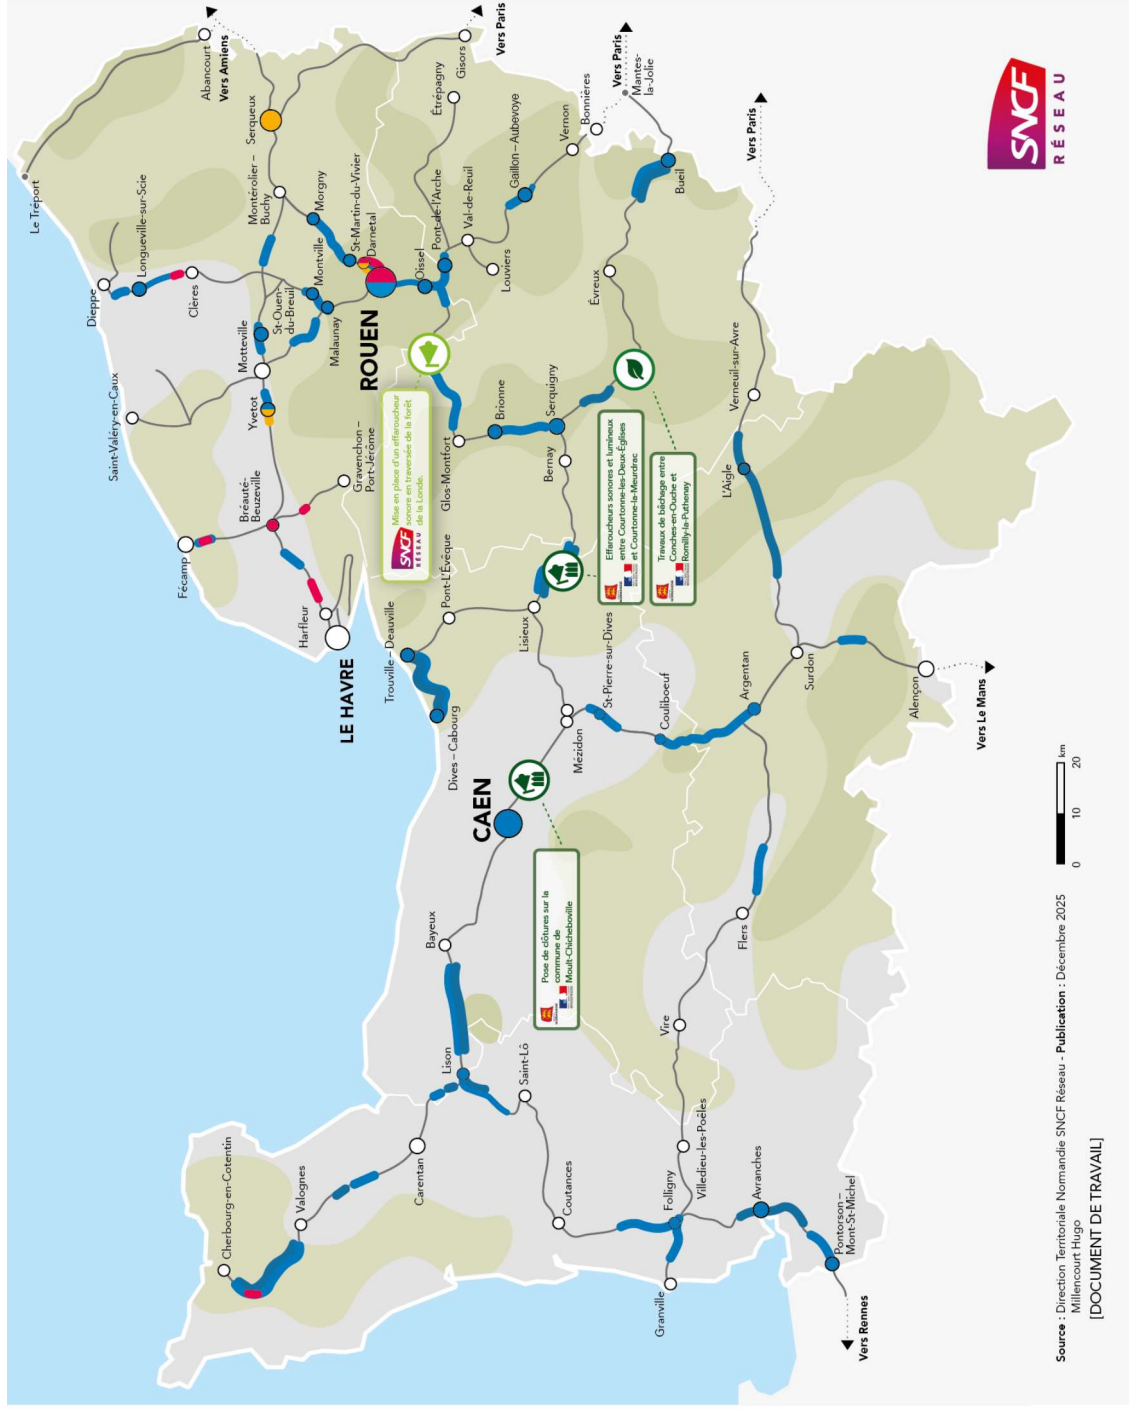 Cherbourg-en-Cotentin
Valognes
Carentan
Lison
Saint-Lô
Bayeux
CAEN
Coutances
Granville
Folligny
Villedieu-les-Poêles
Avranches
Pontorson –
Mont-St-Michel
Vers Rennes
Vire
Flers
Pose de clôtures sur la
commune de
Moult-Chicheboville
Mézidon
St-Pierre-sur-Dives
Couliboeuf
Argentan
Surdon
Alençon
Vers Le Mans
Dives – Cabourg
Trouville – Deauville
Pont-L'Évêque
Lisieux
LE HAVRE
Harfleur
Fécamp
Bréauté-
Beuzeville
Gravenchon –
Port-Jérôme
Saint-Valéry-en-Caux
Yvetot
Motteville
Dieppe
Longueville-sur-Scie
Clères
St-Ouen-
du-Breuil
Montville
Malaunay
Le Tréport
Abancourt
Vers Amiens
Serqueux
Montérolier –
Buchy
Morgny
St-Martin-du-Vivier
Darnetal
ROUEN
Oissel
Pont-de-l'Arche
Val-de-Reuil
Louviers
Gaillon – Aubevoye
Vernon
Bonnières
Étrépagny
Gisors
Vers Paris
Vers Paris
Mantes-
la-Jolie
Vers Paris
Bueil
Évreux
SNCF
RÉSEAU
Mise en place d'un effaroucheur
sonore en traversée de la forêt
de la Londe.
Glos-Montfort
Brionne
Serquigny
Bernay
Effaroucheurs sonores et lumineux
entre Courtonne-les-Deux-Églises
et Courtonne-la-Meurdrac
Travaux de bâchage entre
Conches-en-Ouche et
Romilly-la-Puthenay
L'Aigle
Verneuil-sur-Avre
SNCF
RÉSEAU
0 10 20 km
Source : Direction Territoriale Normandie SNCF Réseau - Publication : Décembre 2025
Millencourt Hugo
[DOCUMENT DE TRAVAIL]